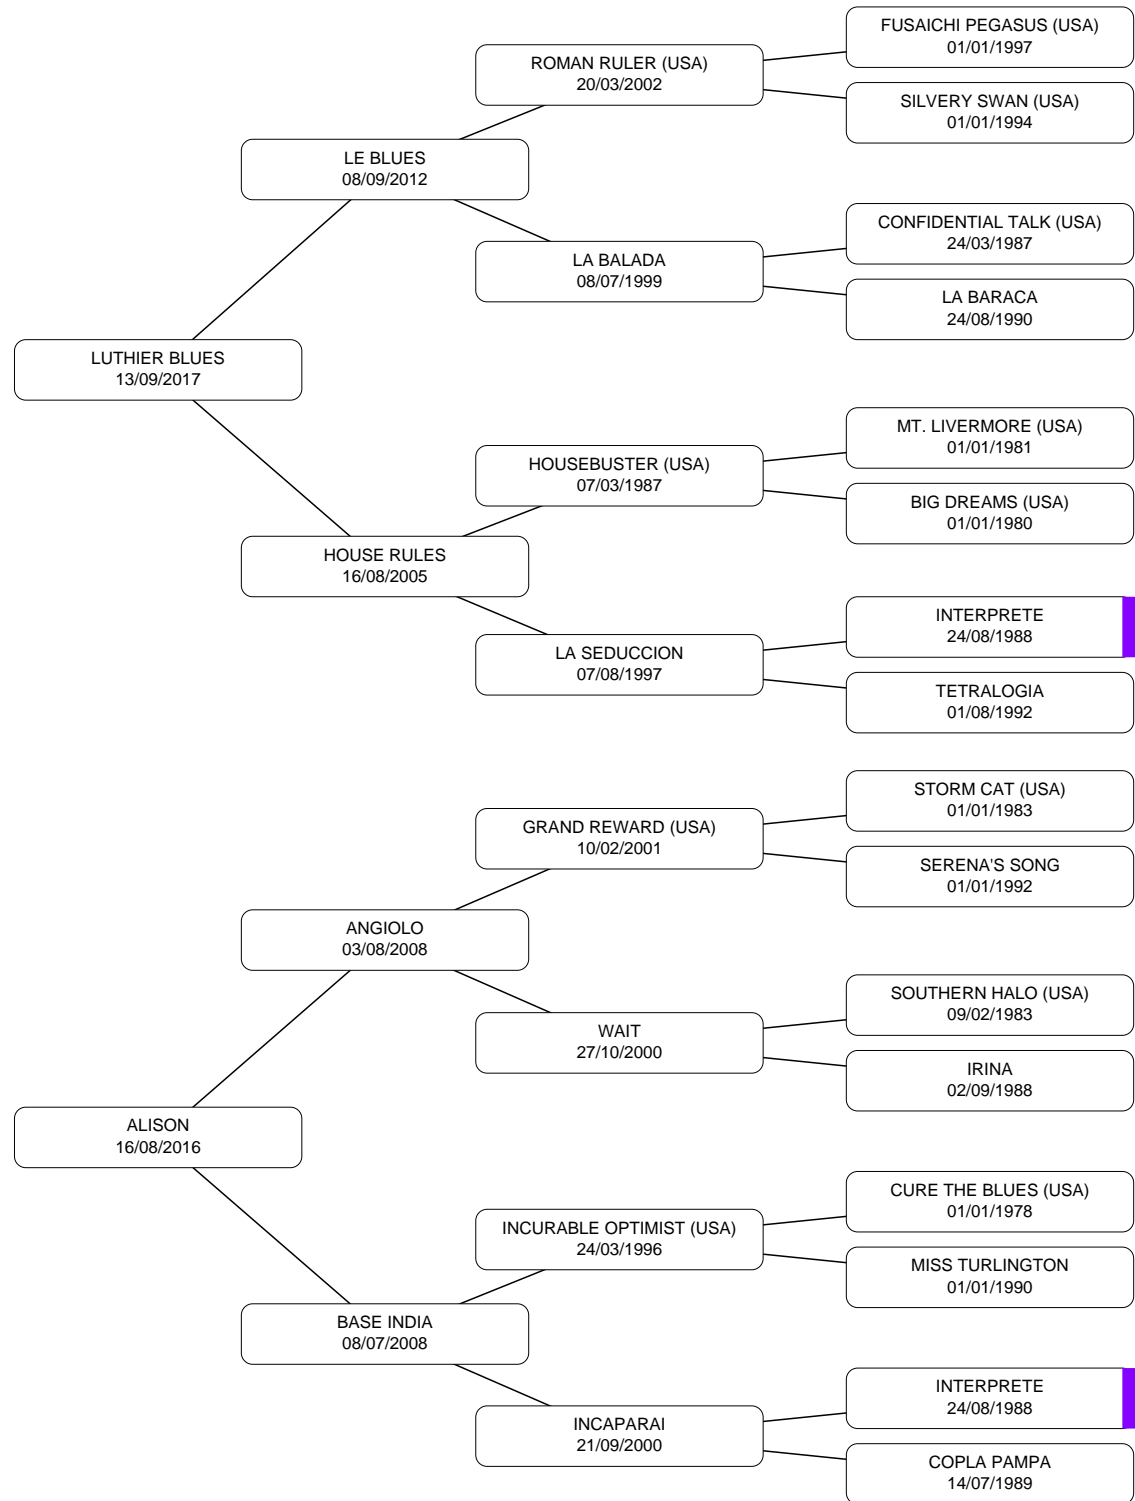 FUSAICHI PEGASUS (USA)
01/01/1997
ROMAN RULER (USA)
20/03/2002
SILVERY SWAN (USA)
01/01/1994
LE BLUES
08/09/2012
CONFIDENTIAL TALK (USA)
24/03/1987
LA BALADA
08/07/1999
LA BARACA
24/08/1990
LUTHIER BLUES
13/09/2017
MT. LIVERMORE (USA)
01/01/1981
HOUSEBUSTER (USA)
07/03/1987
BIG DREAMS (USA)
01/01/1980
HOUSE RULES
16/08/2005
INTERPRETE
24/08/1988
LA SEDUCCION
07/08/1997
TETRALOGIA
01/08/1992
STORM CAT (USA)
01/01/1983
GRAND REWARD (USA)
10/02/2001
SERENA'S SONG
01/01/1992
ANGIOLO
03/08/2008
SOUTHERN HALO (USA)
09/02/1983
WAIT
27/10/2000
IRINA
02/09/1988
ALISON
16/08/2016
CURE THE BLUES (USA)
01/01/1978
INCURABLE OPTIMIST (USA)
24/03/1996
MISS TURLINGTON
01/01/1990
BASE INDIA
08/07/2008
INTERPRETE
24/08/1988
INCAPARAI
21/09/2000
COPLA PAMPA
14/07/1989